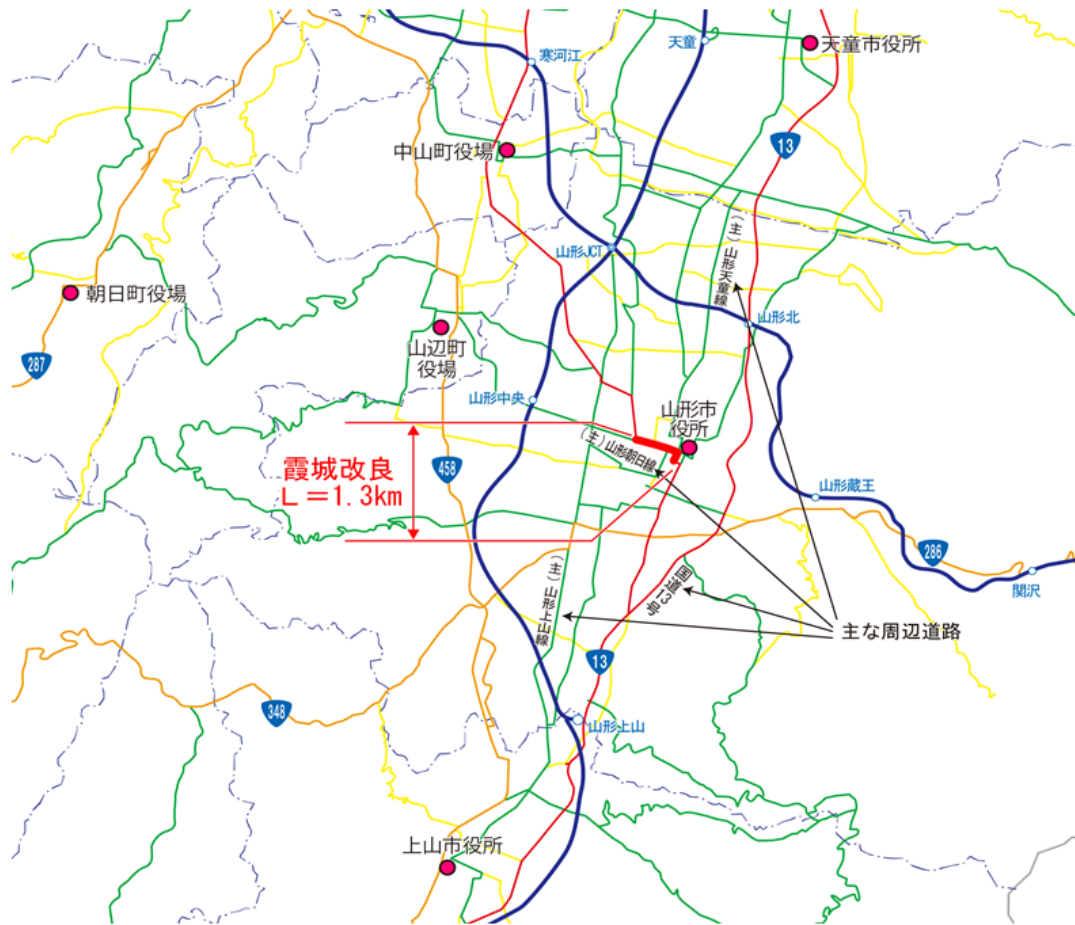 寒河江
天童
天童市役所
13
中山町役場
山形JCT
(主)山形天童線
朝日町役場
山形北
山辺町
役場
287
山形中央
山形市
役所
(主)山形朝日線
霞城改良
L=1.3km
458
山形蔵王
286
関沢
国道13号
(主)山形上山線
主な周辺道路
13
348
山形上山
上山市役所